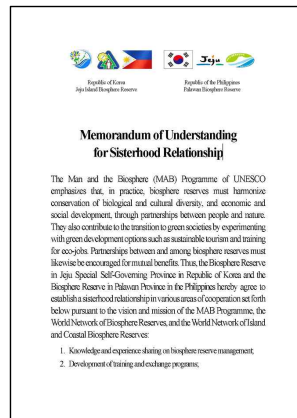 Jeju
Republic of Korea
Jeju Island Biosphere Reserve
Republic of the Philippines
Palawan Biosphere Reserve
Memorandum of Understanding
for Sisterhood Relationship
The Man and the Biosphere (MAB) Programme of UNESCO
emphasizes that, in practice, biosphere reserves must harmonize
conservation of biological and cultural diversity, and economic and
social development, through partnerships between people and nature.
They also contribute to the transition to green societies by experimenting
with green development options such as sustainable tourism and training
for eco-jobs. Partnerships between and among biosphere reserves must
likewise be encouraged for mutual benefits. Thus, the Biosphere Reserve
in Jeju Special Self-Governing Province in Republic of Korea and the
Biosphere Reserve in Palawan Province in the Philippines hereby agree to
establish a sisterhood relationship in various areas of cooperation set forth
below pursuant to the vision and mission of the MAB Programme, the
World Network of Biosphere Reserves, and the World Network of Island
and Coastal Biosphere Reserves:
1. Knowledge and experience sharing on biosphere reserve management;
2. Development of training and exchange programs;